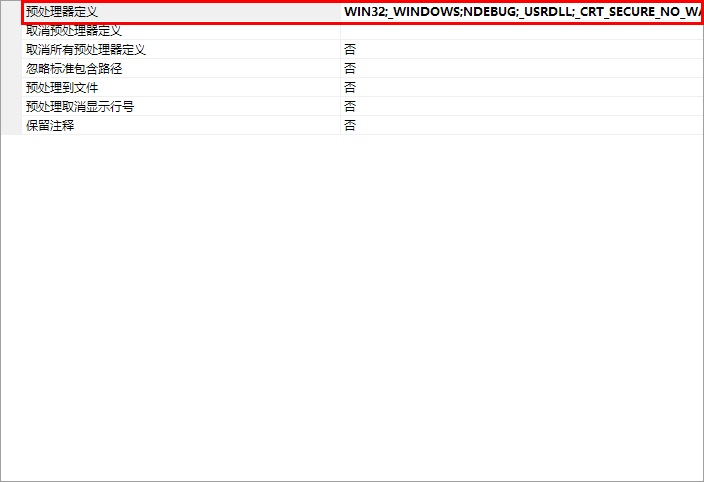 预处理器定义 WIN32;_WINDOWS;NDEBUG;_USRDLL;_CRT_SECURE_NO_WA
取消预处理器定义
取消所有预处理器定义 否
忽略标准包含路径 否
预处理到文件 否
预处理取消显示行号 否
保留注释 否